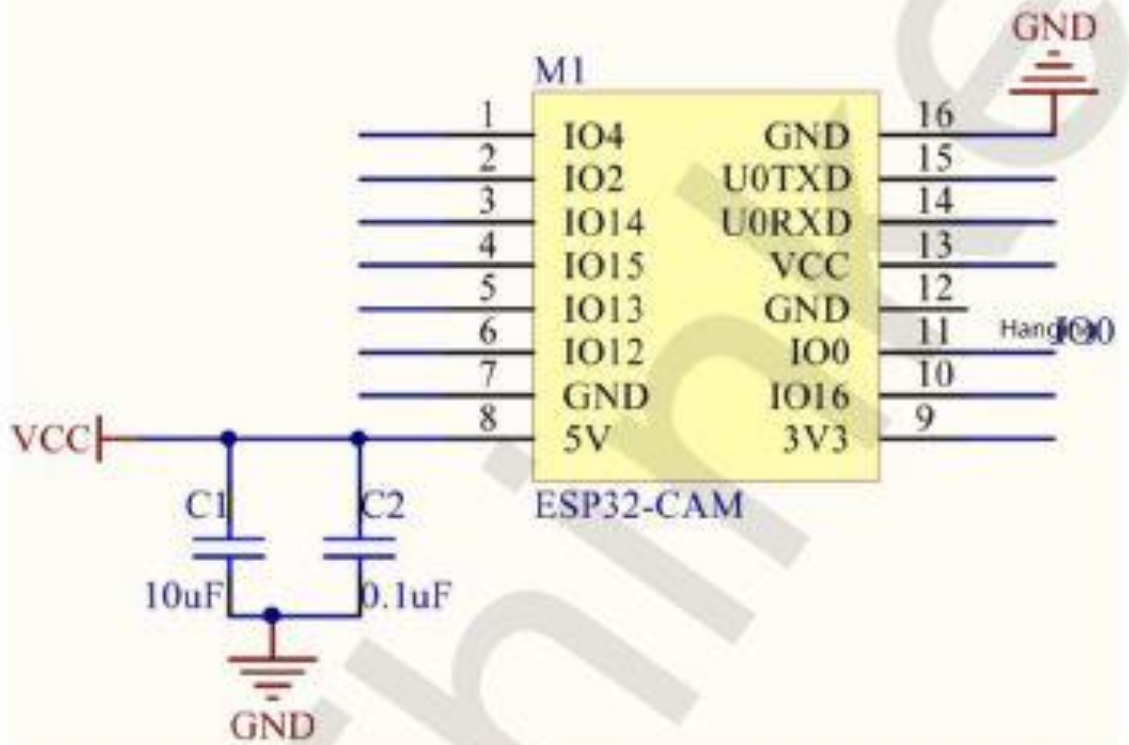 GND
M1
1 IO4 GND 16
2 IO2 U0TXD 15
3 IO14 U0RXD 14
4 IO15 VCC 13
5 IO13 GND 12
6 IO12 IO0 11 IO0
7 GND IO16 10
8 5V 3V3 9
VCC
C1 C2
ESP32-CAM
10uF 0.1uF
GND